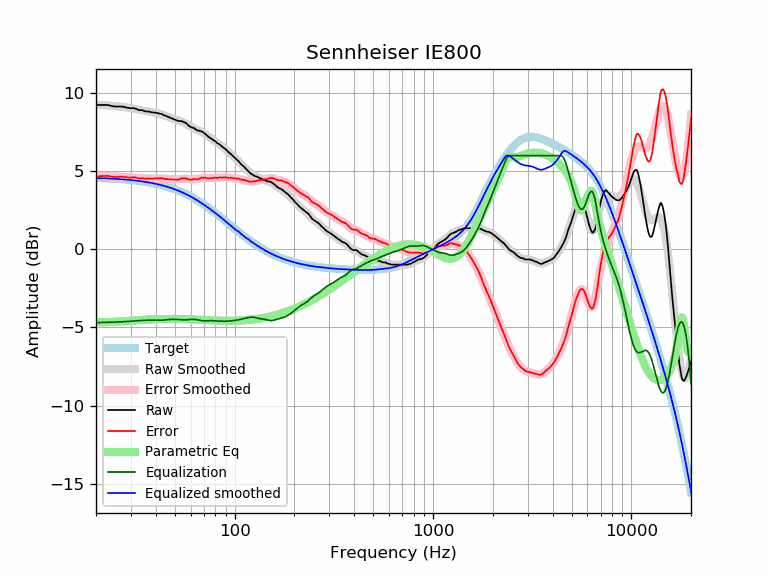 Sennheiser IE800
Amplitude (dBr)
10
5
0
−5
−10
−15
Target
Raw Smoothed
Error Smoothed
Raw
Error
Parametric Eq
Equalization
Equalized smoothed
100
1000
10000
Frequency (Hz)